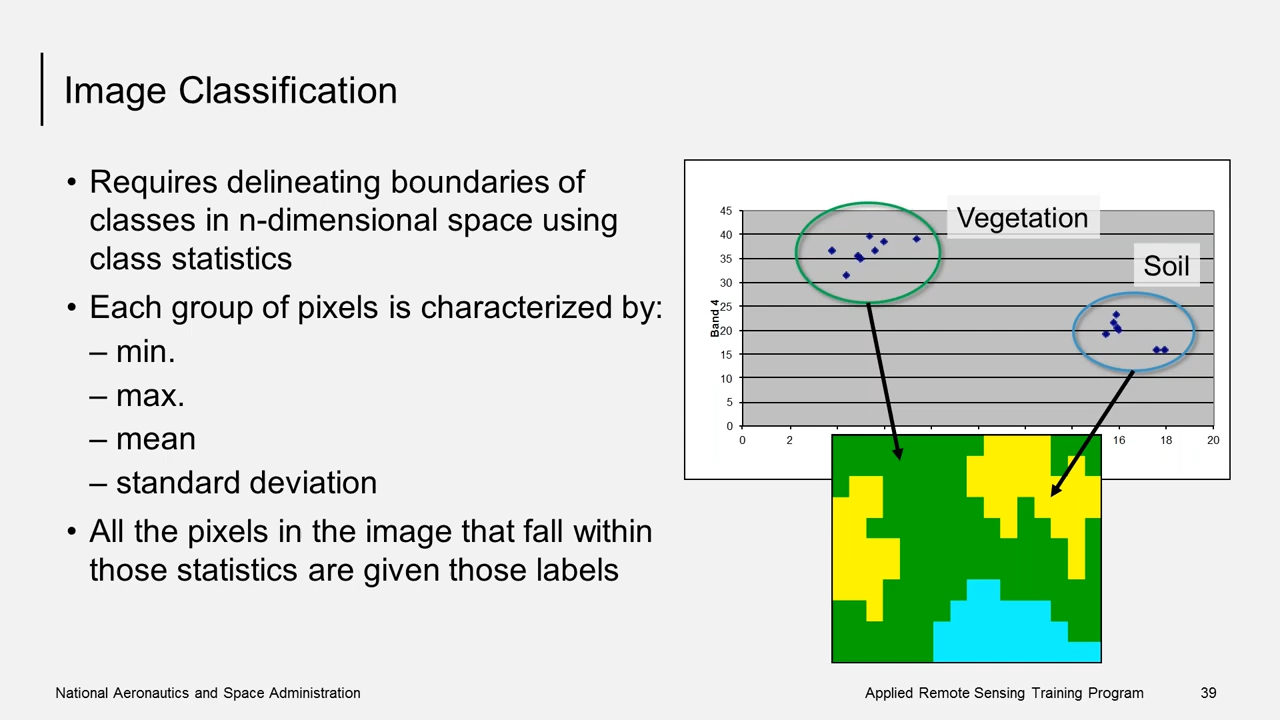 Image Classification
• Requires delineating boundaries of
classes in n-dimensional space using
class statistics
• Each group of pixels is characterized by:
– min.
– max.
– mean
– standard deviation
• All the pixels in the image that fall within
those statistics are given those labels
Vegetation
Soil
Band 4
45
40
35
30
25
20
15
10
5
0
0 2 16 18 20
National Aeronautics and Space Administration
Applied Remote Sensing Training Program 39